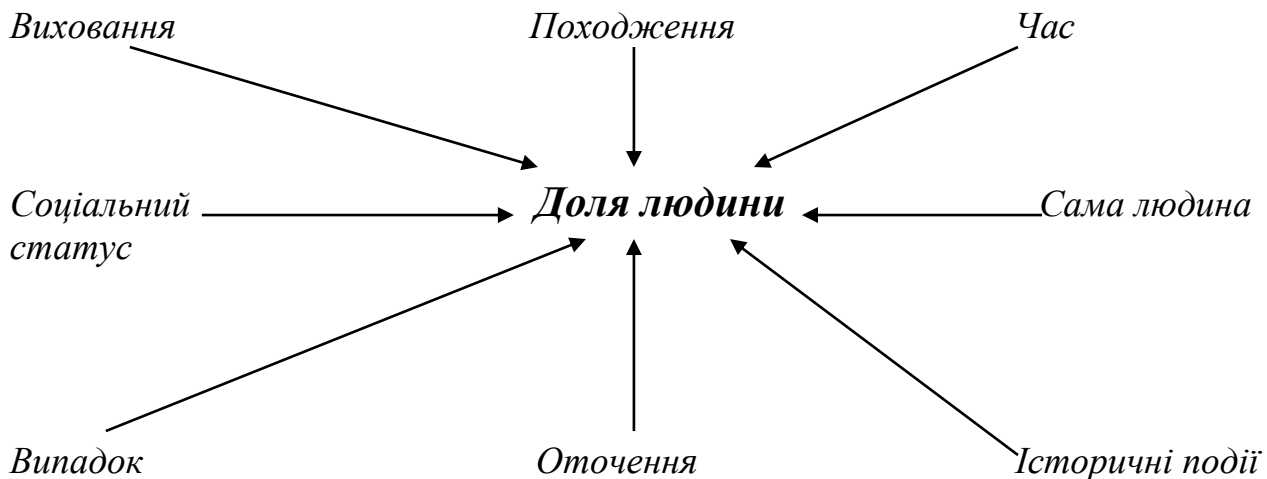 Виховання
Походження
Час
Соціальний
статус
Доля людини
Сама людина
Випадок
Оточення
Історичні події